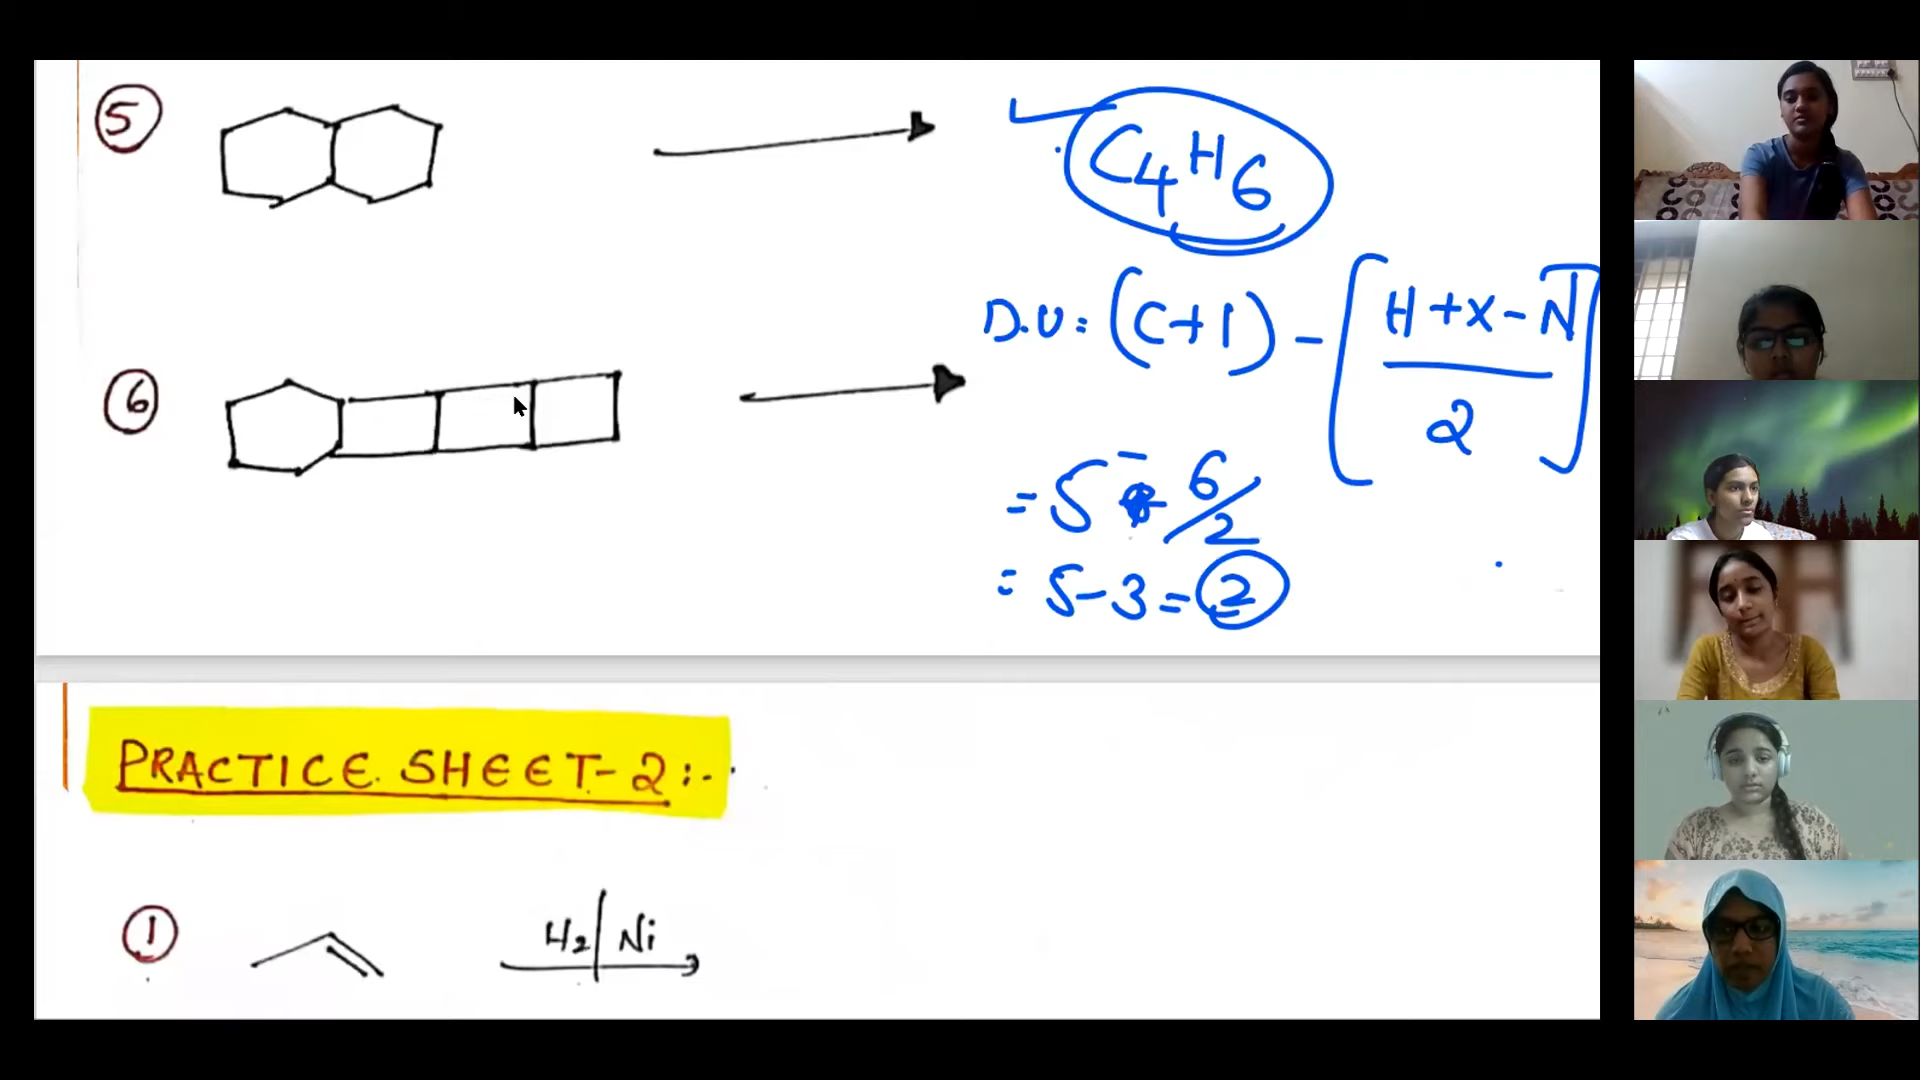 5
C4H6
D.U = (C+1) - [H+X-N / 2]
6
= 5 - 6/2
= 5-3 = 2
PRACTICE SHEET-2:-
1 H2/Ni